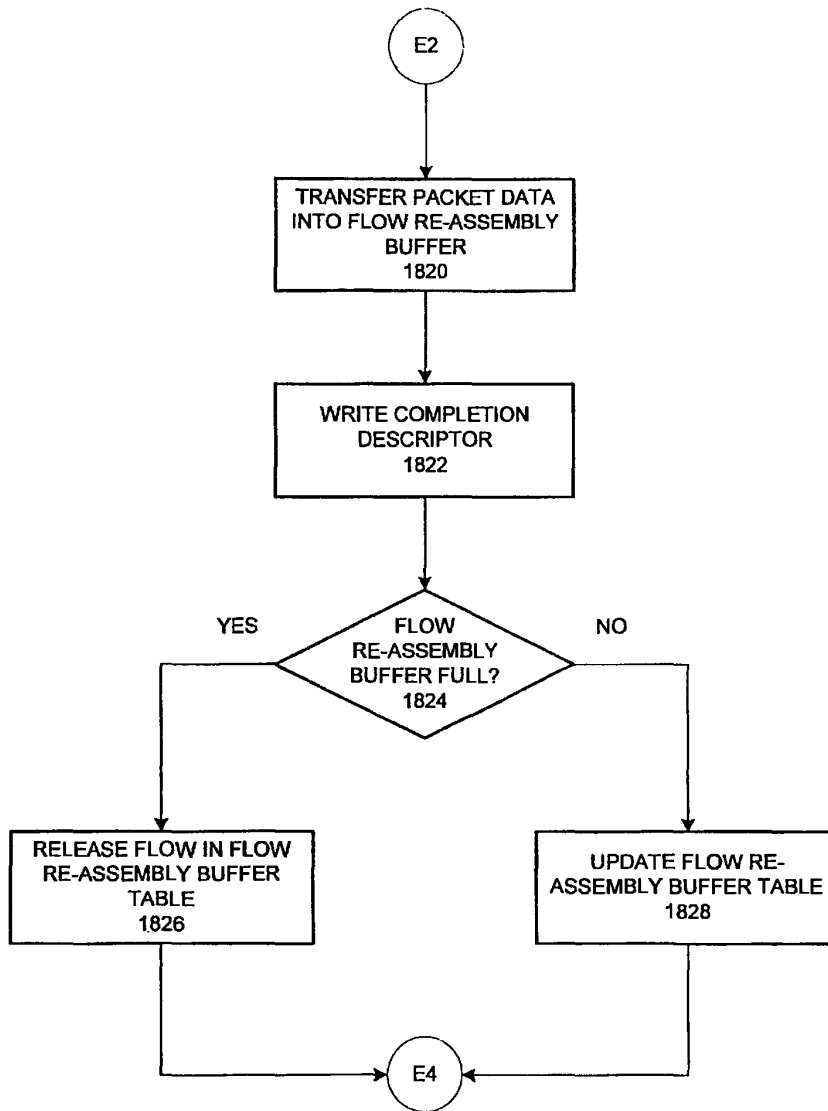 E2
TRANSFER PACKET DATA
INTO FLOW RE-ASSEMBLY
BUFFER
1820
WRITE COMPLETION
DESCRIPTOR
1822
YES
NO
FLOW
RE-ASSEMBLY
BUFFER FULL?
1824
RELEASE FLOW IN FLOW
RE-ASSEMBLY BUFFER
TABLE
1826
UPDATE FLOW RE-
ASSEMBLY BUFFER TABLE
1828
E4